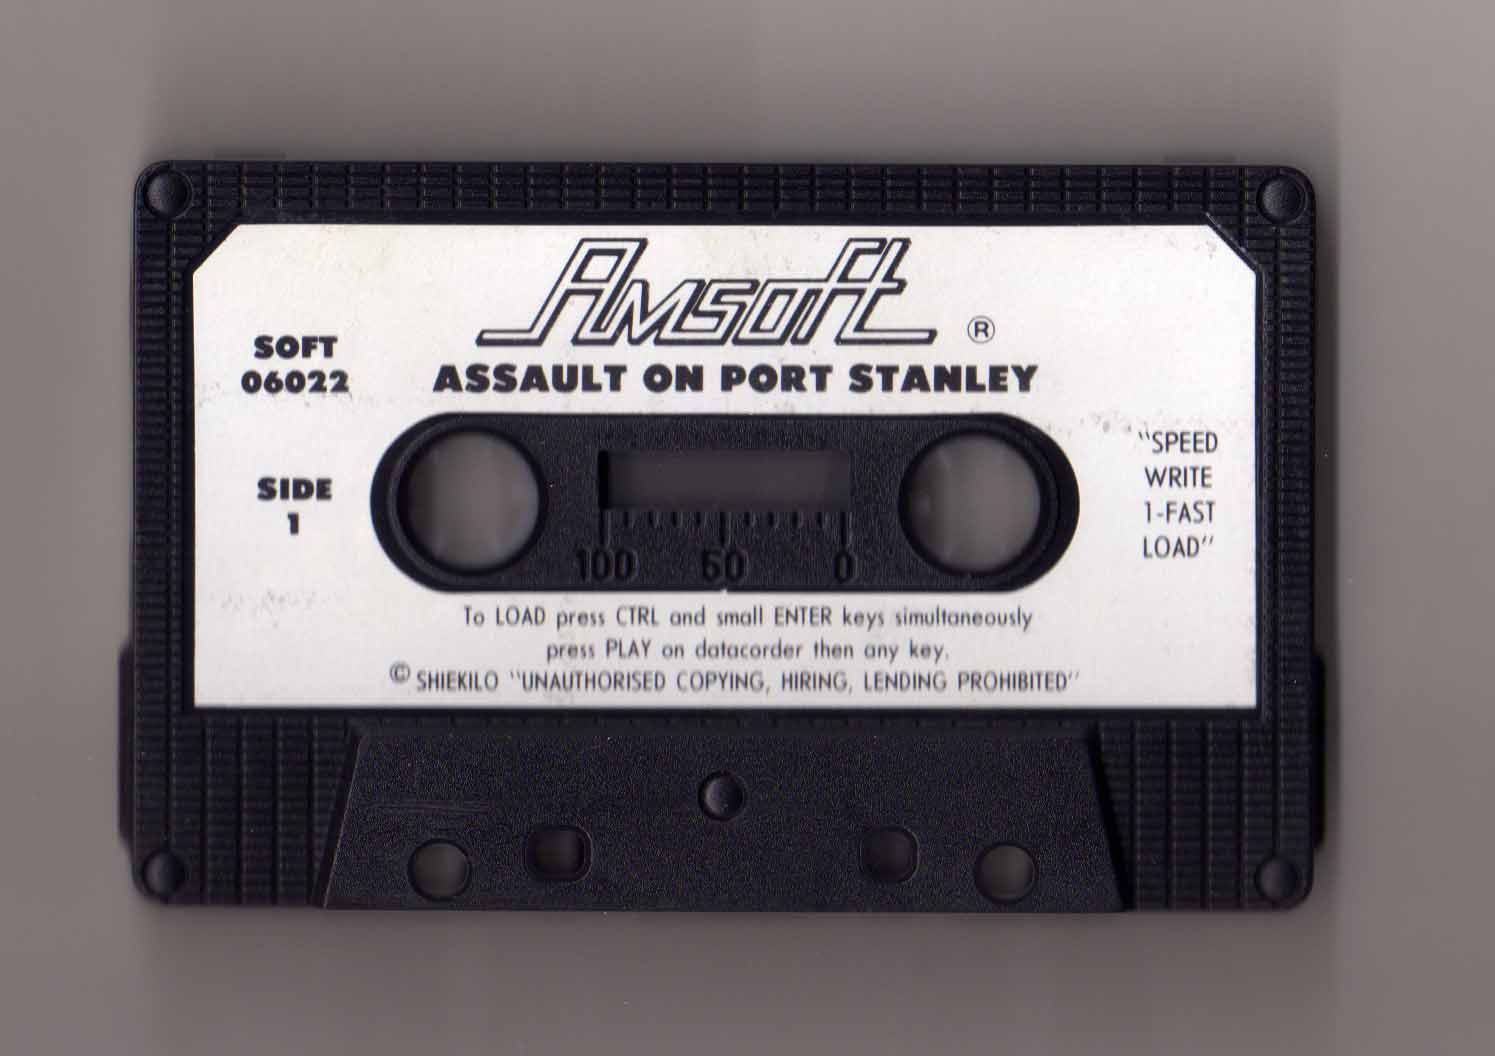 Amsoft ®
ASSAULT ON PORT STANLEY
SOFT
06022
SIDE
1
"SPEED
WRITE
1-FAST
LOAD"
100 50 0
To LOAD press CTRL and small ENTER keys simultaneously
press PLAY on datacorder then any key.
© SHIEKILO "UNAUTHORISED COPYING, HIRING, LENDING PROHIBITED"